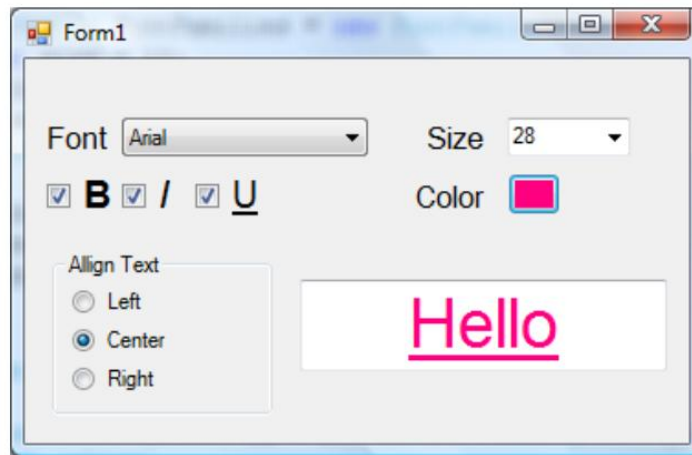 Form1
Font Arial Size 28
B I U Color
Allign Text
Left
Center
Right
Hello